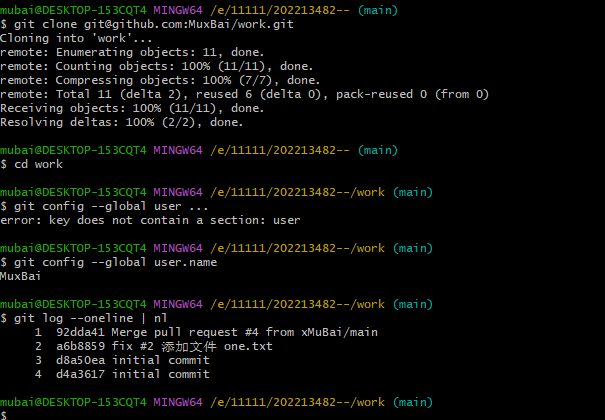 mubai@DESKTOP-153CQT4 MINGW64 /e/11111/202213482-- (main)
$ git clone git@github.com:MuxBai/work.git
Cloning into 'work'...
remote: Enumerating objects: 11, done.
remote: Counting objects: 100% (11/11), done.
remote: Compressing objects: 100% (7/7), done.
remote: Total 11 (delta 2), reused 6 (delta 0), pack-reused 0 (from 0)
Receiving objects: 100% (11/11), done.
Resolving deltas: 100% (2/2), done.
mubai@DESKTOP-153CQT4 MINGW64 /e/11111/202213482-- (main)
$ cd work
mubai@DESKTOP-153CQT4 MINGW64 /e/11111/202213482--/work (main)
$ git config --global user ...
error: key does not contain a section: user
mubai@DESKTOP-153CQT4 MINGW64 /e/11111/202213482--/work (main)
$ git config --global user.name
MuxBai
mubai@DESKTOP-153CQT4 MINGW64 /e/11111/202213482--/work (main)
$ git log --oneline | nl
1 92dda41 Merge pull request #4 from xMuBai/main
2 a6b8859 fix #2 添加文件 one.txt
3 d8a50ea initial commit
4 d4a3617 initial commit
mubai@DESKTOP-153CQT4 MINGW64 /e/11111/202213482--/work (main)
$